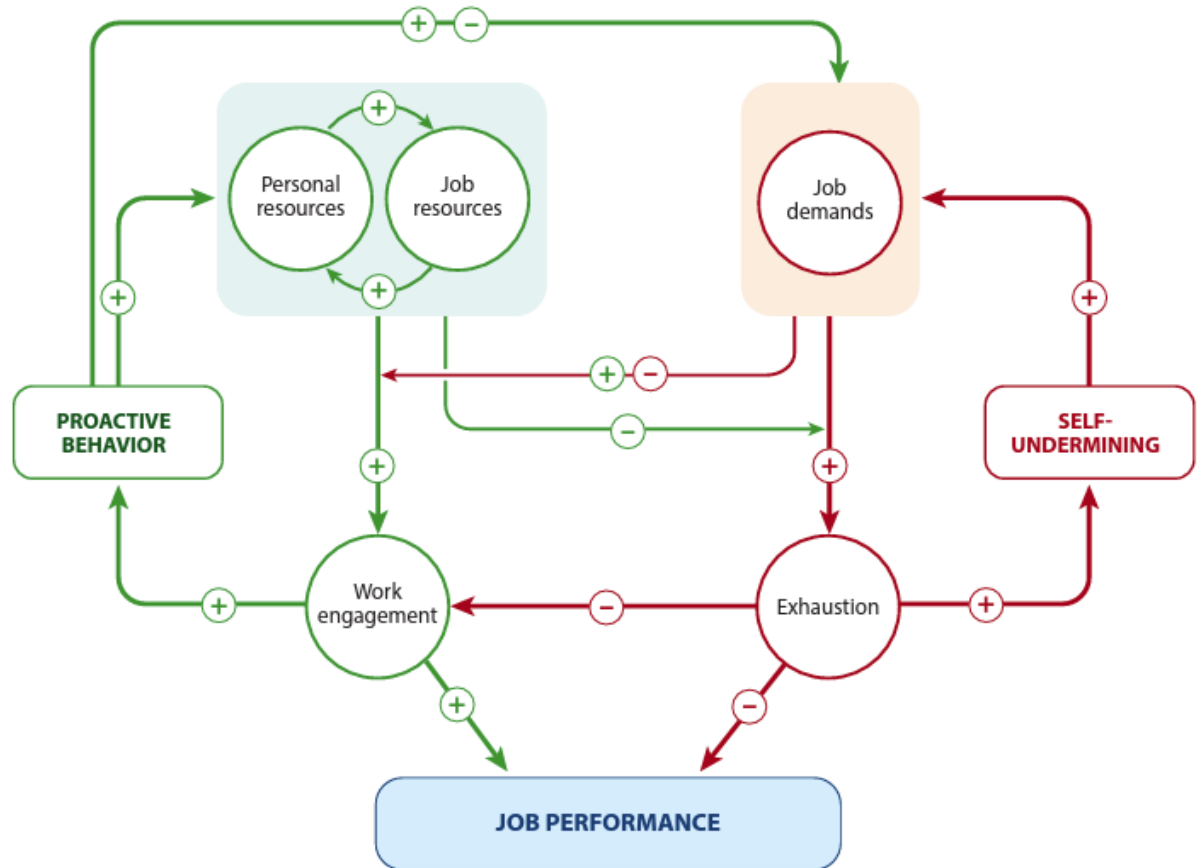 + −
+
Personal
resources
Job
resources
Job
demands
+
+
+
+ −
−
PROACTIVE
BEHAVIOR
SELF-
UNDERMINING
+
+
Work
engagement
Exhaustion
+
−
+
+
−
JOB PERFORMANCE